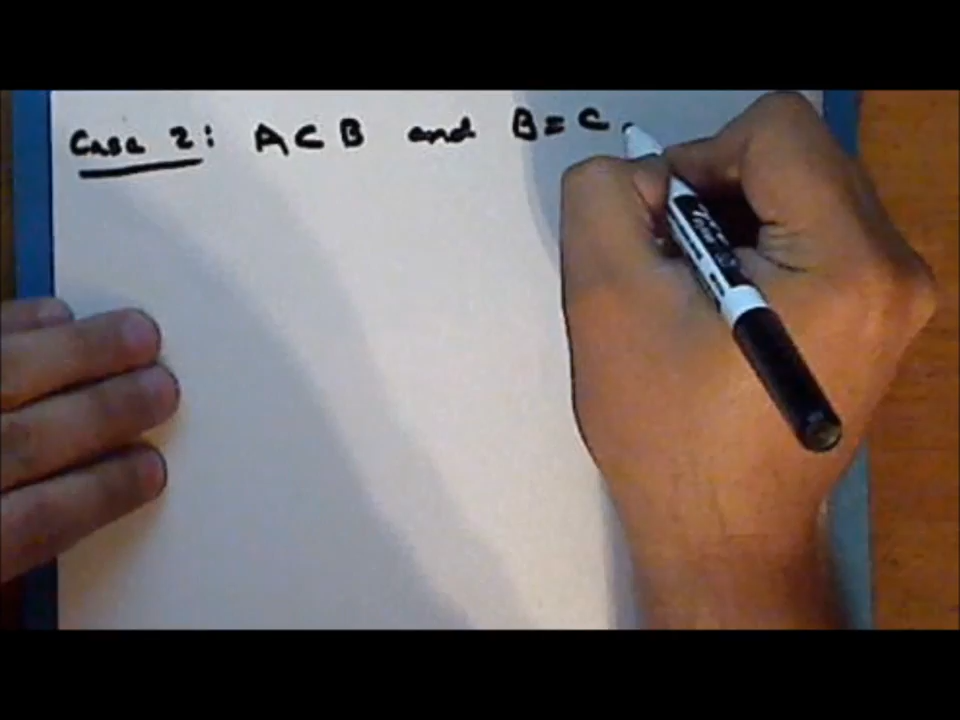 Case 2: A ⊂ B and B = C.